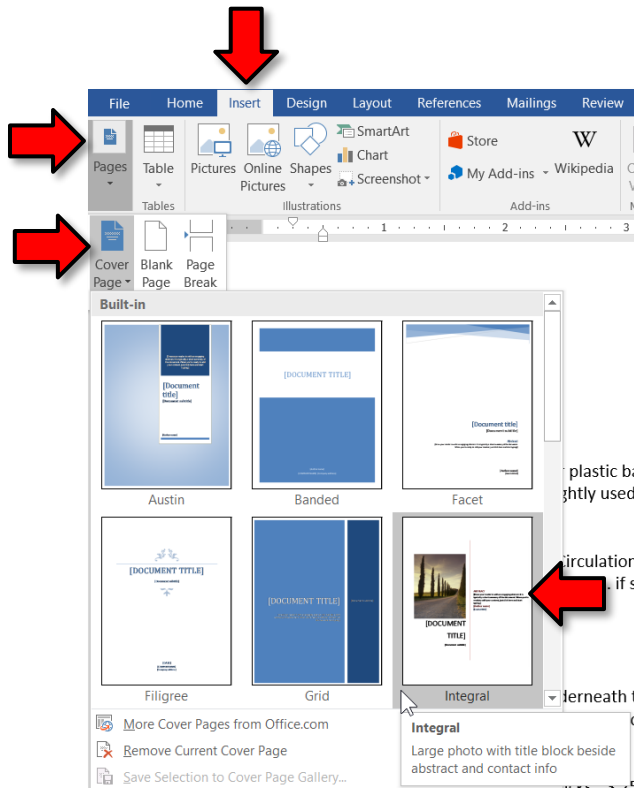 File Home Insert Design Layout References Mailings Review
Pages
Table
Pictures
Online
Pictures
Shapes
SmartArt
Chart
Screenshot
Store
My Add-ins
W
Wikipedia
Tables
Illustrations
Add-ins
1 2 3
Cover
Page
Blank
Page
Page
Break
Built-in
[Document
title]
[DOCUMENT TITLE]
[Document title]
Austin Banded Facet
[DOCUMENT TITLE]
[DOCUMENT TITLE]
[DOCUMENT
TITLE]
Filigree Grid Integral
plastic ba
ghtly used
Circulation
. if s
derneath t
More Cover Pages from Office.com
Remove Current Cover Page
Save Selection to Cover Page Gallery...
Integral
Large photo with title block beside
abstract and contact info